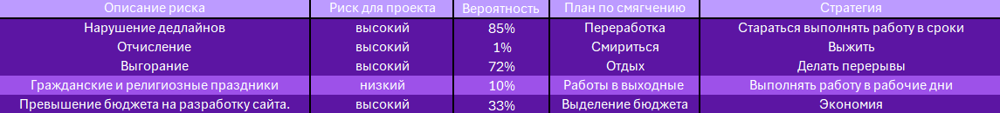 Описание риска Риск для проекта Вероятность План по смягчению Стратегия
Нарушение дедлайнов высокий 85% Переработка Стараться выполнять работу в сроки
Отчисление высокий 1% Смириться Выжить
Выгорание высокий 72% Отдых Делать перерывы
Гражданские и религиозные праздники низкий 10% Работы в выходные Выполнять работу в рабочие дни
Превышение бюджета на разработку сайта. высокий 33% Выделение бюджета Экономия